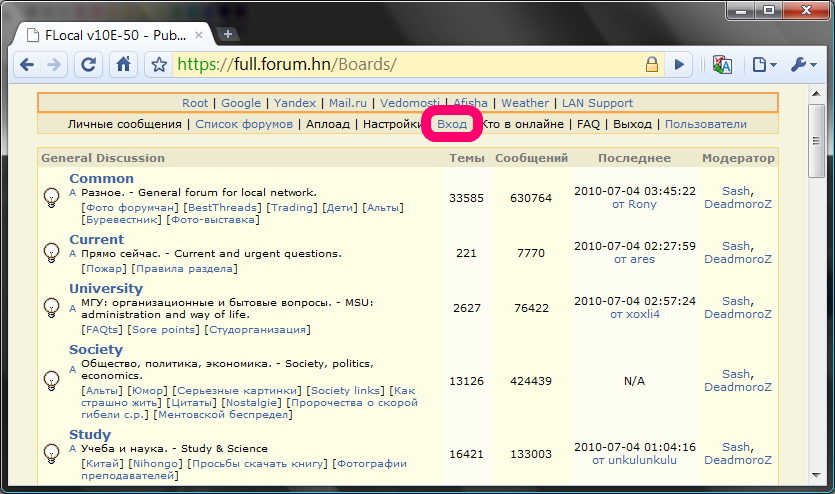 FLocal v10E-50 - Pub...
https://full.forum.hn/Boards/
Root | Google | Yandex | Mail.ru | Vedomosti | Afisha | Weather | LAN Support
Личные сообщения | Список форумов | Аплоад | Настройки Вход Кто в онлайне | FAQ | Выход | Пользователи
General Discussion Темы Сообщений Последнее Модератор
Common
A Разное. - General forum for local network.
[Фото форумчан] [BestThreads] [Trading] [Дети] [Альты]
[Буревестник] [Фото-выставка]
33585 630764 2010-07-04 03:45:22
от Rony
Sash,
DeadmoroZ
Current
A Прямо сейчас. - Current and urgent questions.
[Пожар] [Правила раздела]
221 7770 2010-07-04 02:27:59
от ares
Sash,
DeadmoroZ
University
A МГУ: организационные и бытовые вопросы. - MSU:
administration and way of life.
[FAQts] [Sore points] [Студорганизация]
2627 76422 2010-07-04 02:57:24
от xoxli4
Sash,
DeadmoroZ
Society
A Общество, политика, экономика. - Society, politics,
economics.
[Альты] [Юмор] [Серьезные картинки] [Society links] [Как
страшно жить] [Цитаты] [Nostalgie] [Пророчества о скорой
гибели с.р.] [Ментовской беспредел]
13126 424439 N/A
Sash,
DeadmoroZ
Study
A Учеба и наука. - Study & Science
[Китай] [Nihongo] [Просьбы скачать книгу] [Фотографии
преподавателей]
16421 133003 2010-07-04 01:04:16
от unkulunkulu
Sash,
DeadmoroZ